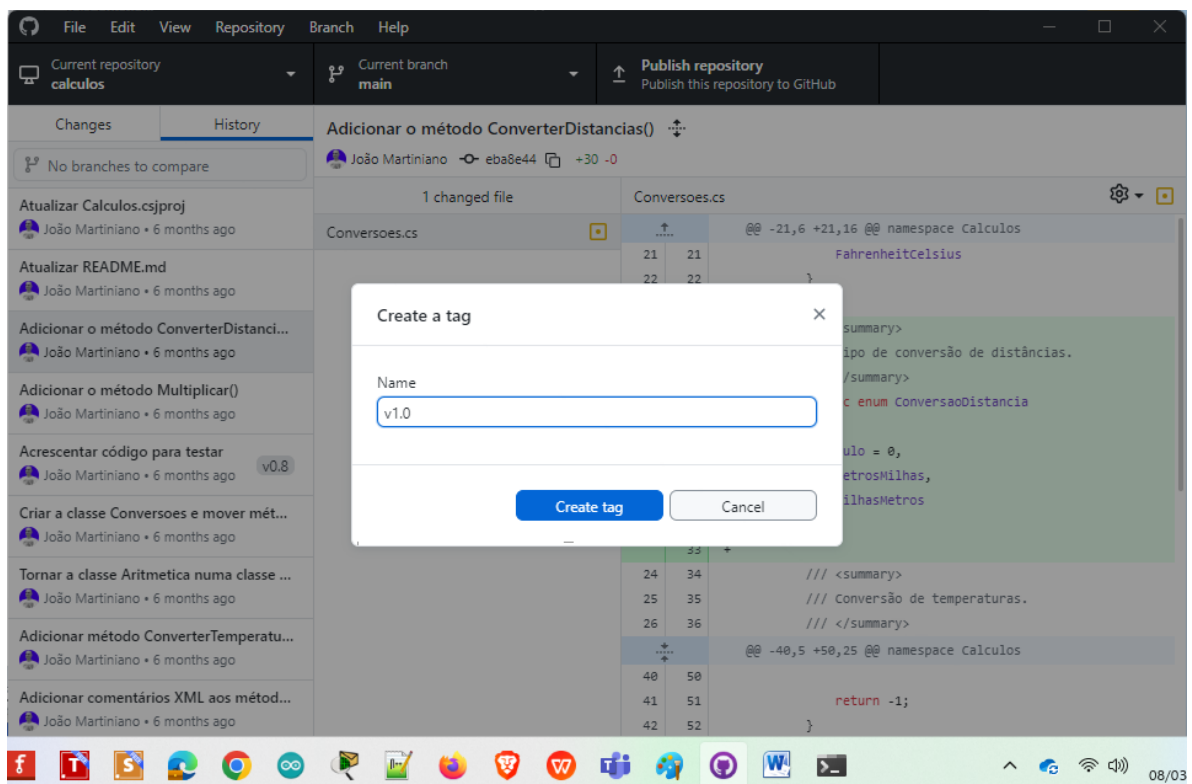 File Edit View Repository Branch Help
Current repository
calculos
Current branch
main
Publish repository
Publish this repository to GitHub
Changes History
No branches to compare
Atualizar Calculos.csjproj
João Martiniano • 6 months ago
Atualizar README.md
João Martiniano • 6 months ago
Adicionar o método ConverterDistanci...
João Martiniano • 6 months ago
Adicionar o método Multiplicar()
João Martiniano • 6 months ago
Acrescentar código para testar
João Martiniano • 6 months ago
v0.8
Criar a classe Conversoes e mover mét...
João Martiniano • 6 months ago
Tornar a classe Aritmetica numa classe ...
João Martiniano • 6 months ago
Adicionar método ConverterTemperatu...
João Martiniano • 6 months ago
Adicionar comentários XML aos métod...
João Martiniano • 6 months ago
Adicionar o método ConverterDistancias()
João Martiniano eba8e44 +30 -0
1 changed file
Conversoes.cs
Conversoes.cs
@@ -21,6 +21,16 @@ namespace Calculos
21 21 FahrenheitCelsius
22 22 }
summary>
ipo de conversão de distâncias.
/summary>
c enum ConversaoDistancia
ulo = 0,
etrosMilhas,
ilhasMetros
33 +
24 34 /// <summary>
25 35 /// Conversão de temperaturas.
26 36 /// </summary>
@@ -40,5 +50,25 @@ namespace Calculos
40 50
41 51 return -1;
42 52 }
Create a tag
Name
v1.0
Create tag Cancel
08/03